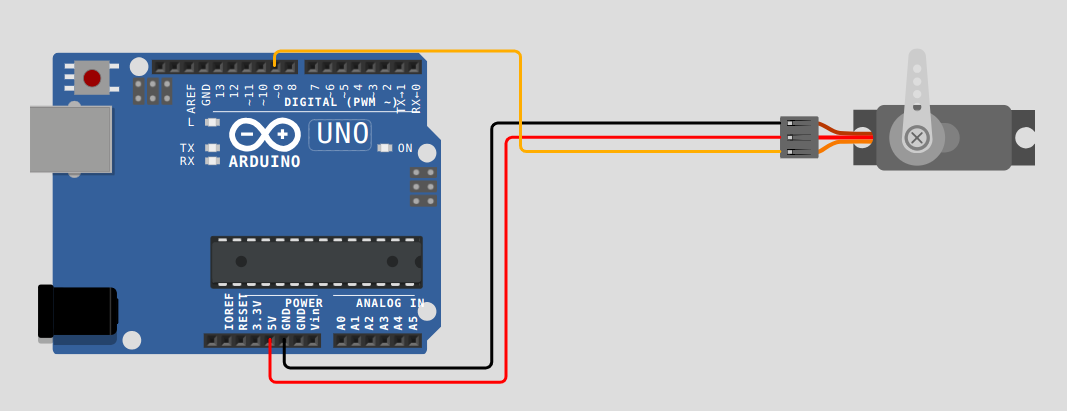 AREF
GND
13
12
~11
~10
~9
8
7
~6
~5
4
~3
2
TX→1
RX←0
DIGITAL (PWM ~)
L
TX
RX
UNO
ON
ARDUINO
IOREF
RESET
3.3V
5V
GND
GND
Vin
POWER
ANALOG IN
A0
A1
A2
A3
A4
A5